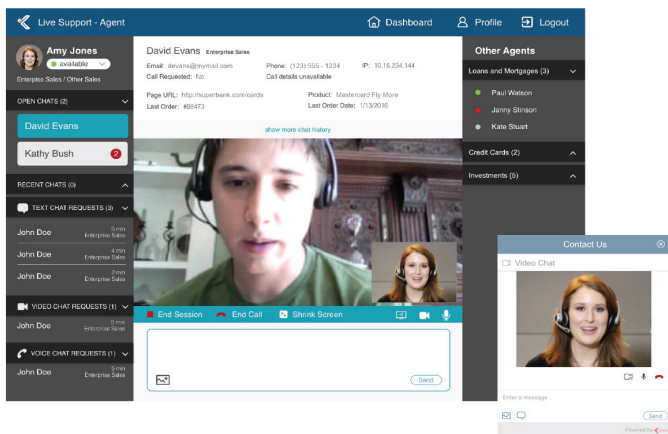 Live Support - Agent
Dashboard
Profile
Logout
Amy Jones
available
Enterprise Sales / Other Sales
OPEN CHATS (2)
David Evans
Kathy Bush 2
RECENT CHATS (0)
TEXT CHAT REQUESTS (3)
John Doe 5 min
Enterprise Sales
John Doe 4 min
Enterprise Sales
John Doe 2 min
Enterprise Sales
VIDEO CHAT REQUESTS (1)
John Doe 5 min
Enterprise Sales
VOICE CHAT REQUESTS (1)
John Doe 5 min
Enterprise Sales
David Evans Enterprise Sales
Email: devans@mymail.com Phone: (123) 555 - 1234 IP: 10.15.234.144
Call Requested: No Call details unavailable
Page URL: http://superbank.com/cards Product: Mastercard Fly More
Last Order: #98473 Last Order Date: 1/13/2016
show more chat history
End Session End Call Shrink Screen
Send
Other Agents
Loans and Mortgages (3)
Paul Watson
Janny Stinson
Kate Stuart
Credit Cards (2)
Investments (5)
Contact Us
Video Chat
Enter a message
Send
Powered by